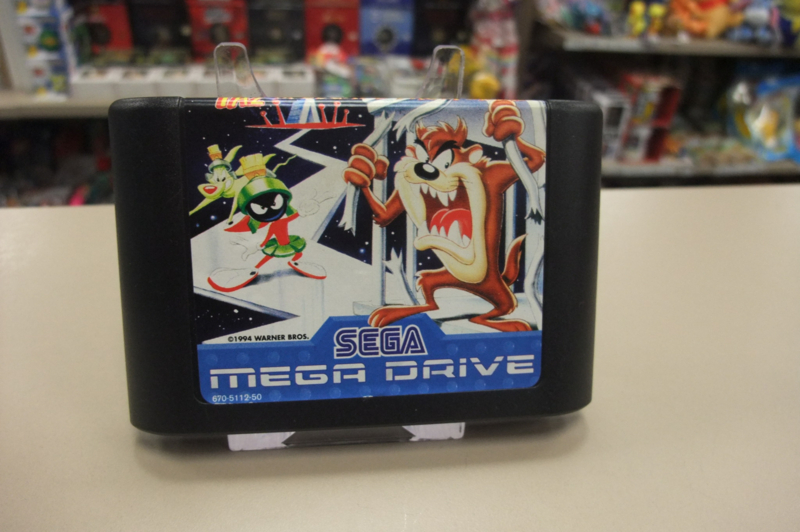 ©1994 WARNER BROS.
SEGA
MEGA DRIVE
670-5112-50